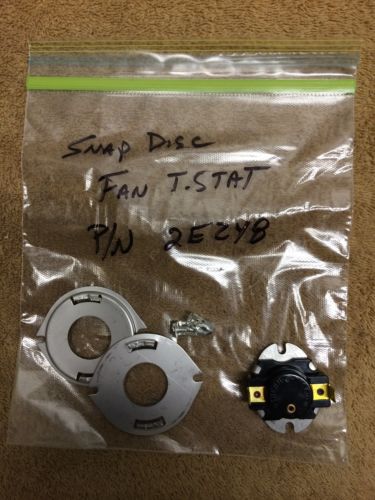 SNAP DISC
FAN T.STAT
P/N 2E248